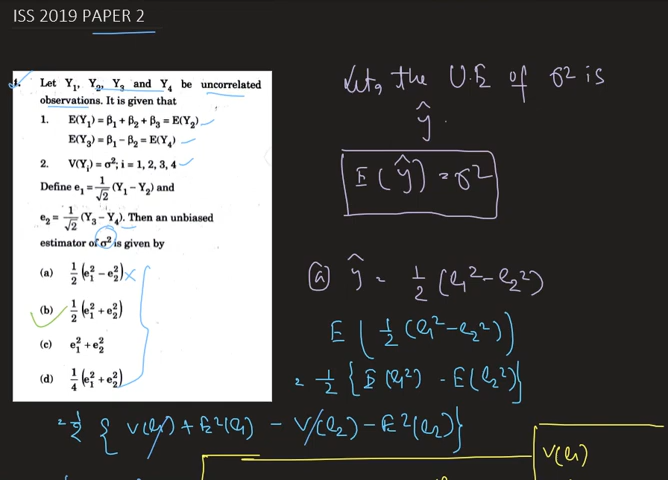 ISS 2019 PAPER 2
1. Let Y₁, Y₂, Y₃ and Y₄ be uncorrelated
observations. It is given that
1. E(Y₁) = β₁ + β₂ + β₃ = E(Y₂)
E(Y₃) = β₁ − β₂ = E(Y₄)
2. V(Yᵢ) = σ²; i = 1, 2, 3, 4
Define e₁ = 1/√2 (Y₁ − Y₂) and
e₂ = 1/√2 (Y₃ − Y₄). Then an unbiased
estimator of σ² is given by
(a) 1/2 (e₁² − e₂²)
(b) 1/2 (e₁² + e₂²)
(c) e₁² + e₂²
(d) 1/4 (e₁² + e₂²)
Let, the U.E of σ² is
ŷ
E(ŷ) = σ²
(a) ŷ = 1/2 (e₁² − e₂²)
E(1/2 (e₁² − e₂²))
= 1/2 {E(e₁²) − E(e₂²)}
= 1/2 { V(e₁) + E²(e₁) − V(e₂) − E²(e₂)}
V(e₁)